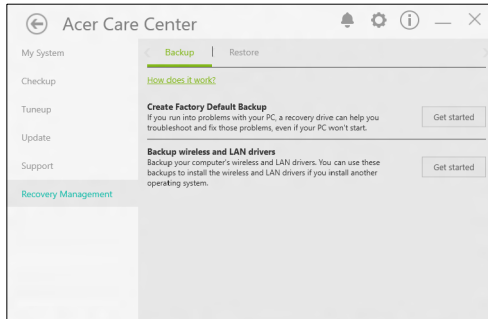 Acer Care Center
My System
Checkup
Tuneup
Update
Support
Recovery Management
Backup
Restore
How does it work?
Create Factory Default Backup
If you run into problems with your PC, a recovery drive can help you
troubleshoot and fix those problems, even if your PC won't start.
Get started
Backup wireless and LAN drivers
Backup your computer's wireless and LAN drivers. You can use these
backups to install the wireless and LAN drivers if you install another
operating system.
Get started